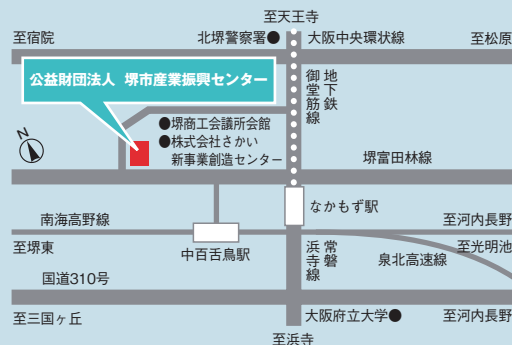 至天王寺
至宿院
北堺警察署●
大阪中央環状線
至松原
公益財団法人 堺市産業振興センター
地下鉄
御堂筋線
N
●堺商工会議所会館
●株式会社さかい
新事業創造センター
堺富田林線
なかもず駅
南海高野線
至河内長野
至堺東
中百舌鳥駅
常磐
浜寺線
泉北高速線
至光明池
国道310号
至三国ヶ丘
大阪府立大学●
至河内長野
至浜寺